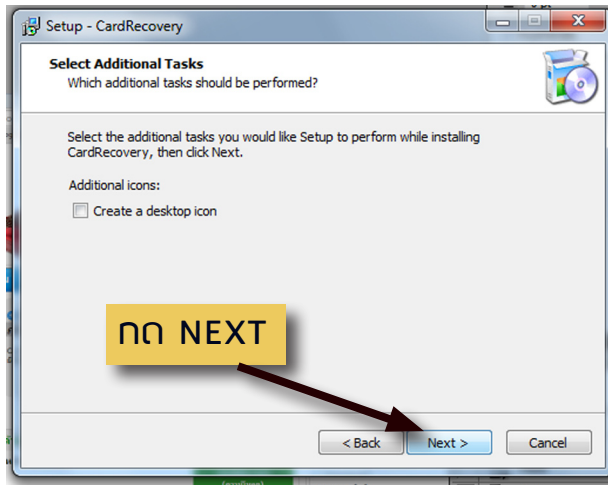 Setup - CardRecovery
Select Additional Tasks
Which additional tasks should be performed?
Select the additional tasks you would like Setup to perform while installing
CardRecovery, then click Next.
Additional icons:
Create a desktop icon
กด NEXT
< Back
Next >
Cancel